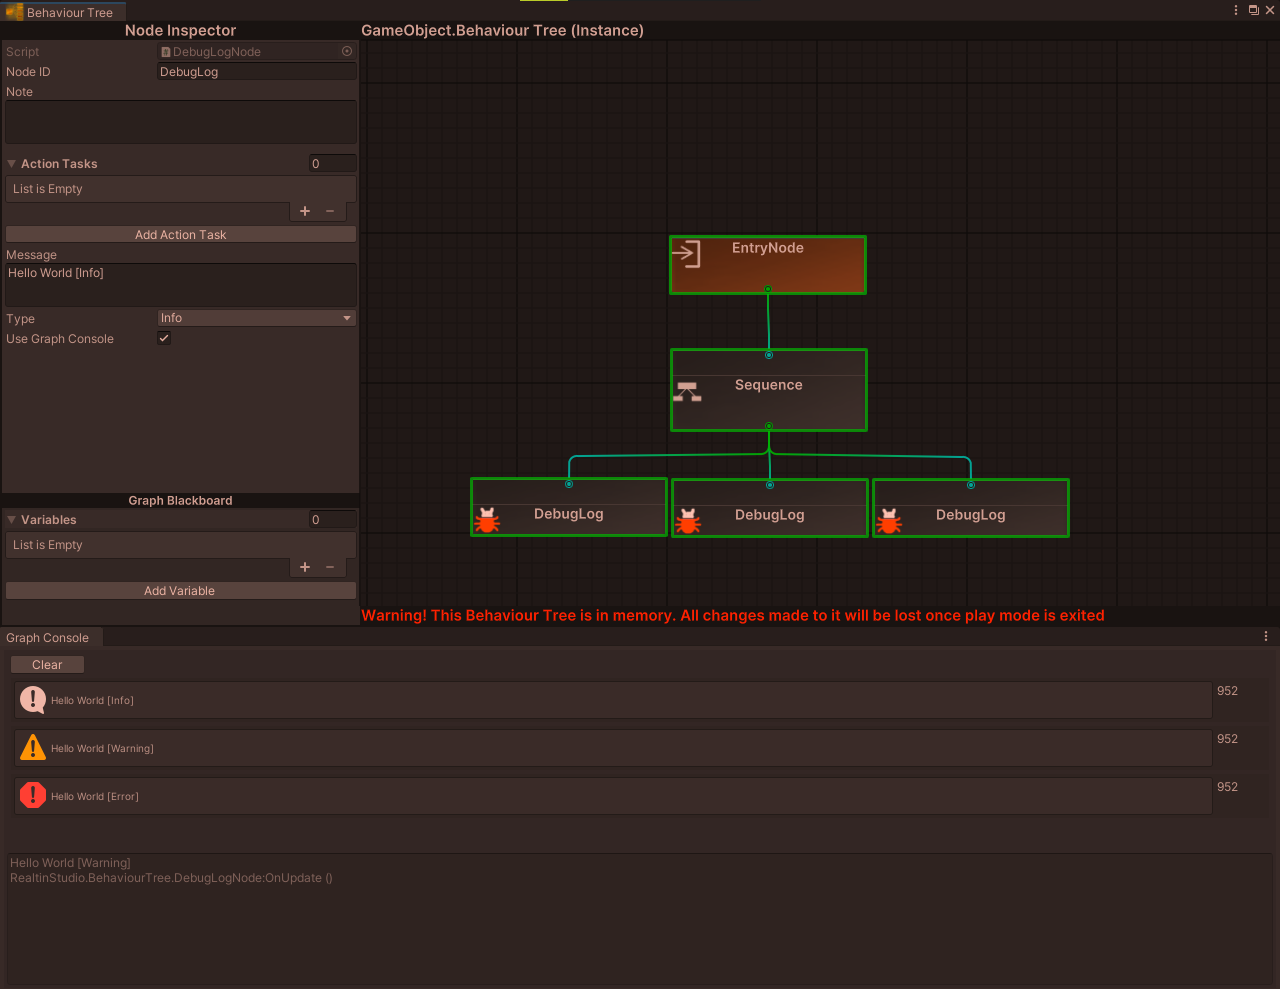 Behaviour Tree
Node Inspector
Script
DebugLogNode
Node ID
DebugLog
Note
Action Tasks
0
List is Empty
Add Action Task
Message
Hello World [Info]
Type
Info
Use Graph Console
Graph Blackboard
Variables
0
List is Empty
Add Variable
GameObject.Behaviour Tree (Instance)
EntryNode
Sequence
DebugLog
DebugLog
DebugLog
Warning! This Behaviour Tree is in memory. All changes made to it will be lost once play mode is exited
Graph Console
Clear
Hello World [Info]
952
Hello World [Warning]
952
Hello World [Error]
952
Hello World [Warning]
RealtinStudio.BehaviourTree.DebugLogNode:OnUpdate ()